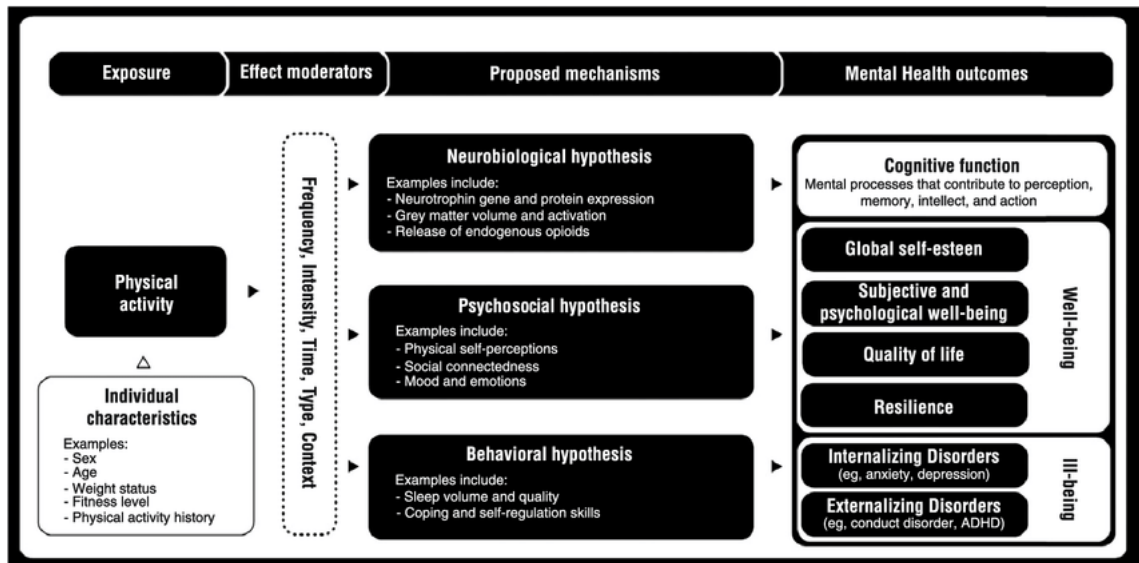 Exposure
Effect moderators
Proposed mechanisms
Mental Health outcomes
Physical
activity
Individual
characteristics
Examples:
- Sex
- Age
- Weight status
- Fitness level
- Physical activity history
Frequency, Intensity, Time, Type, Context
Neurobiological hypothesis
Examples include:
- Neurotrophin gene and protein expression
- Grey matter volume and activation
- Release of endogenous opioids
Psychosocial hypothesis
Examples include:
- Physical self-perceptions
- Social connectedness
- Mood and emotions
Behavioral hypothesis
Examples include:
- Sleep volume and quality
- Coping and self-regulation skills
Cognitive function
Mental processes that contribute to perception,
memory, intellect, and action
Global self-esteen
Subjective and
psychological well-being
Quality of life
Resilience
Well-being
Internalizing Disorders
(eg, anxiety, depression)
Externalizing Disorders
(eg, conduct disorder, ADHD)
Ill-being